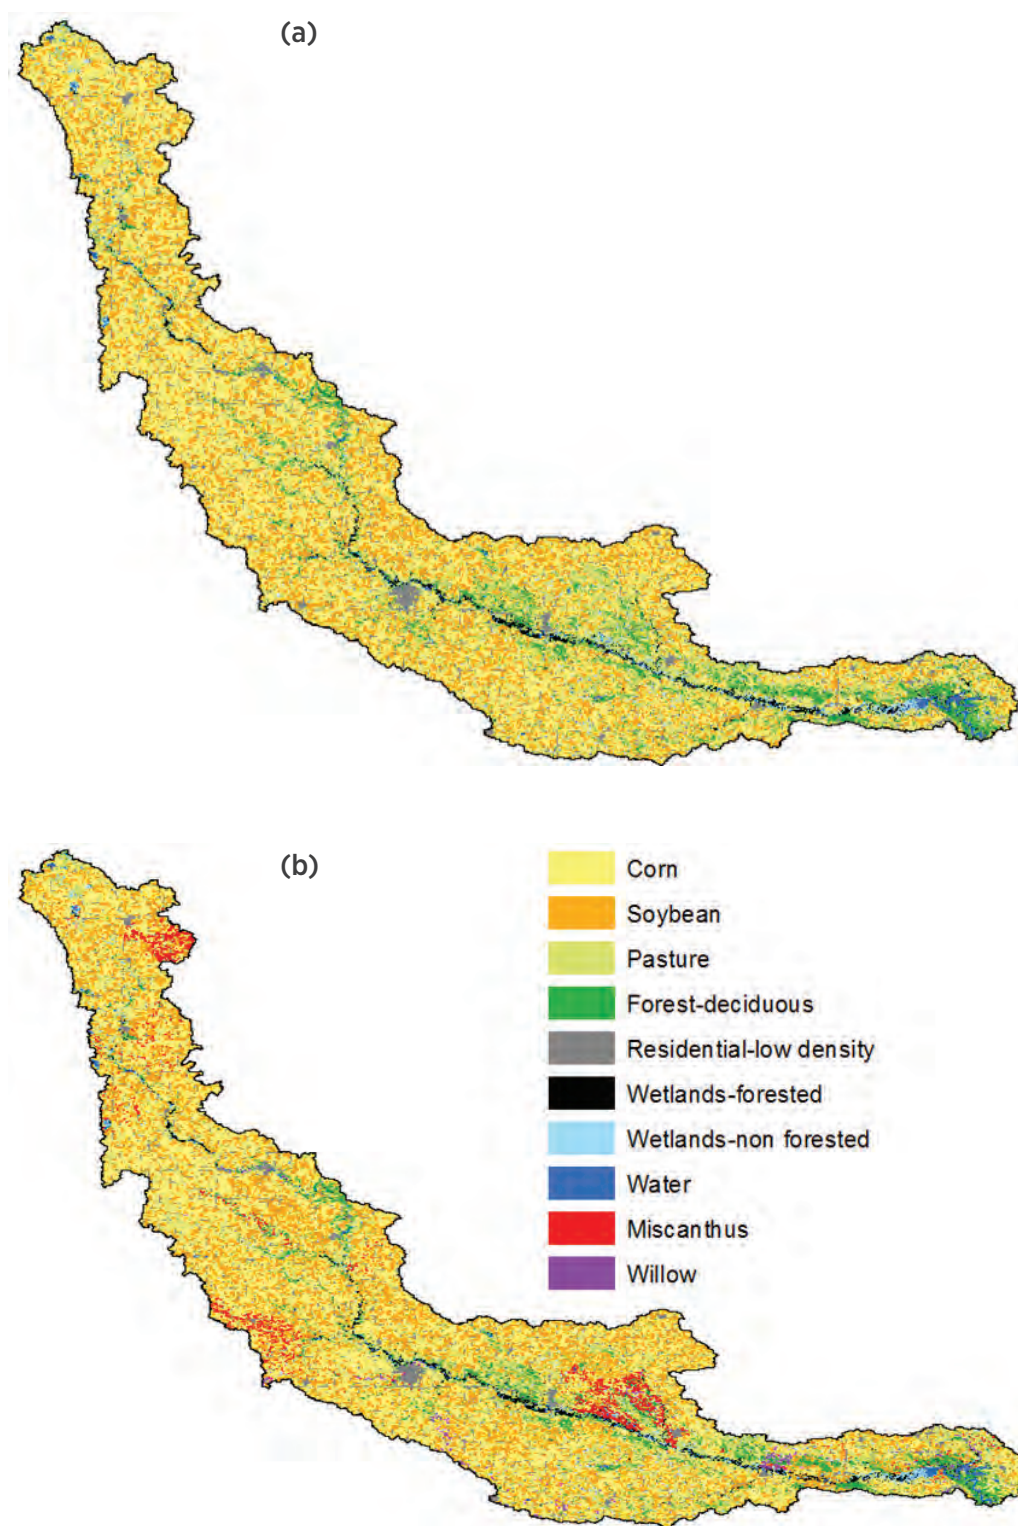 (a)
(b)
Corn
Soybean
Pasture
Forest-deciduous
Residential-low density
Wetlands-forested
Wetlands-non forested
Water
Miscanthus
Willow